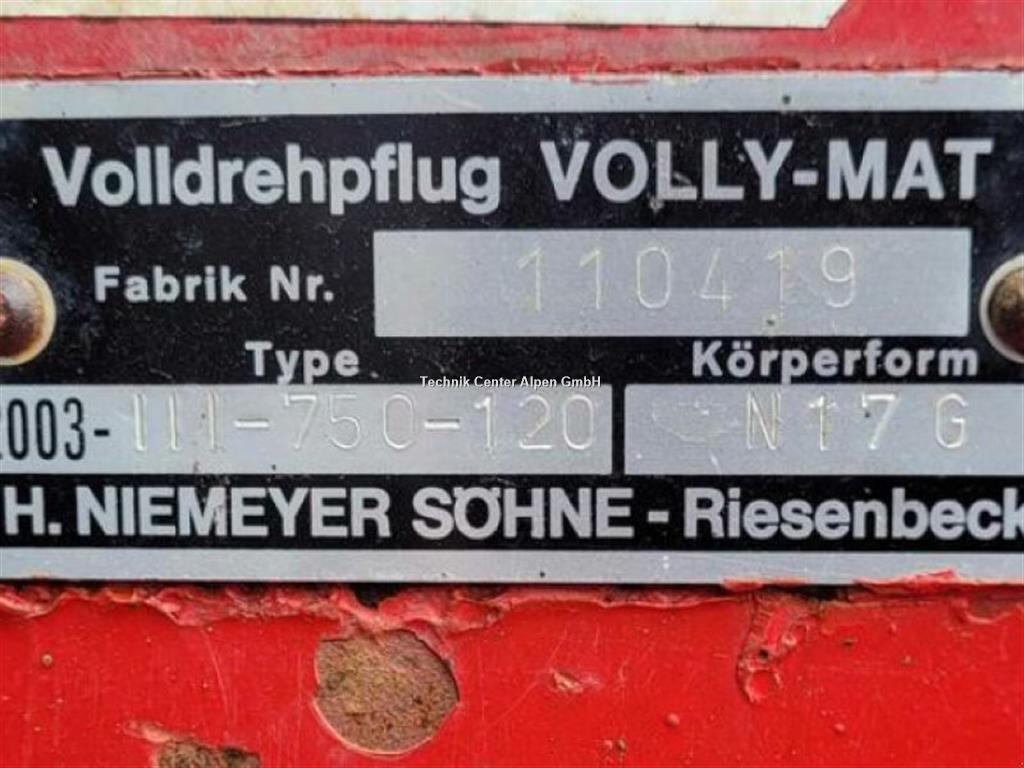 Volldrehpflug VOLLY-MAT
Fabrik Nr. 110419
Type Körperform
Technik Center Alpen GmbH
2003-III-750-120 N17G
H. NIEMEYER SÖHNE - Riesenbeck